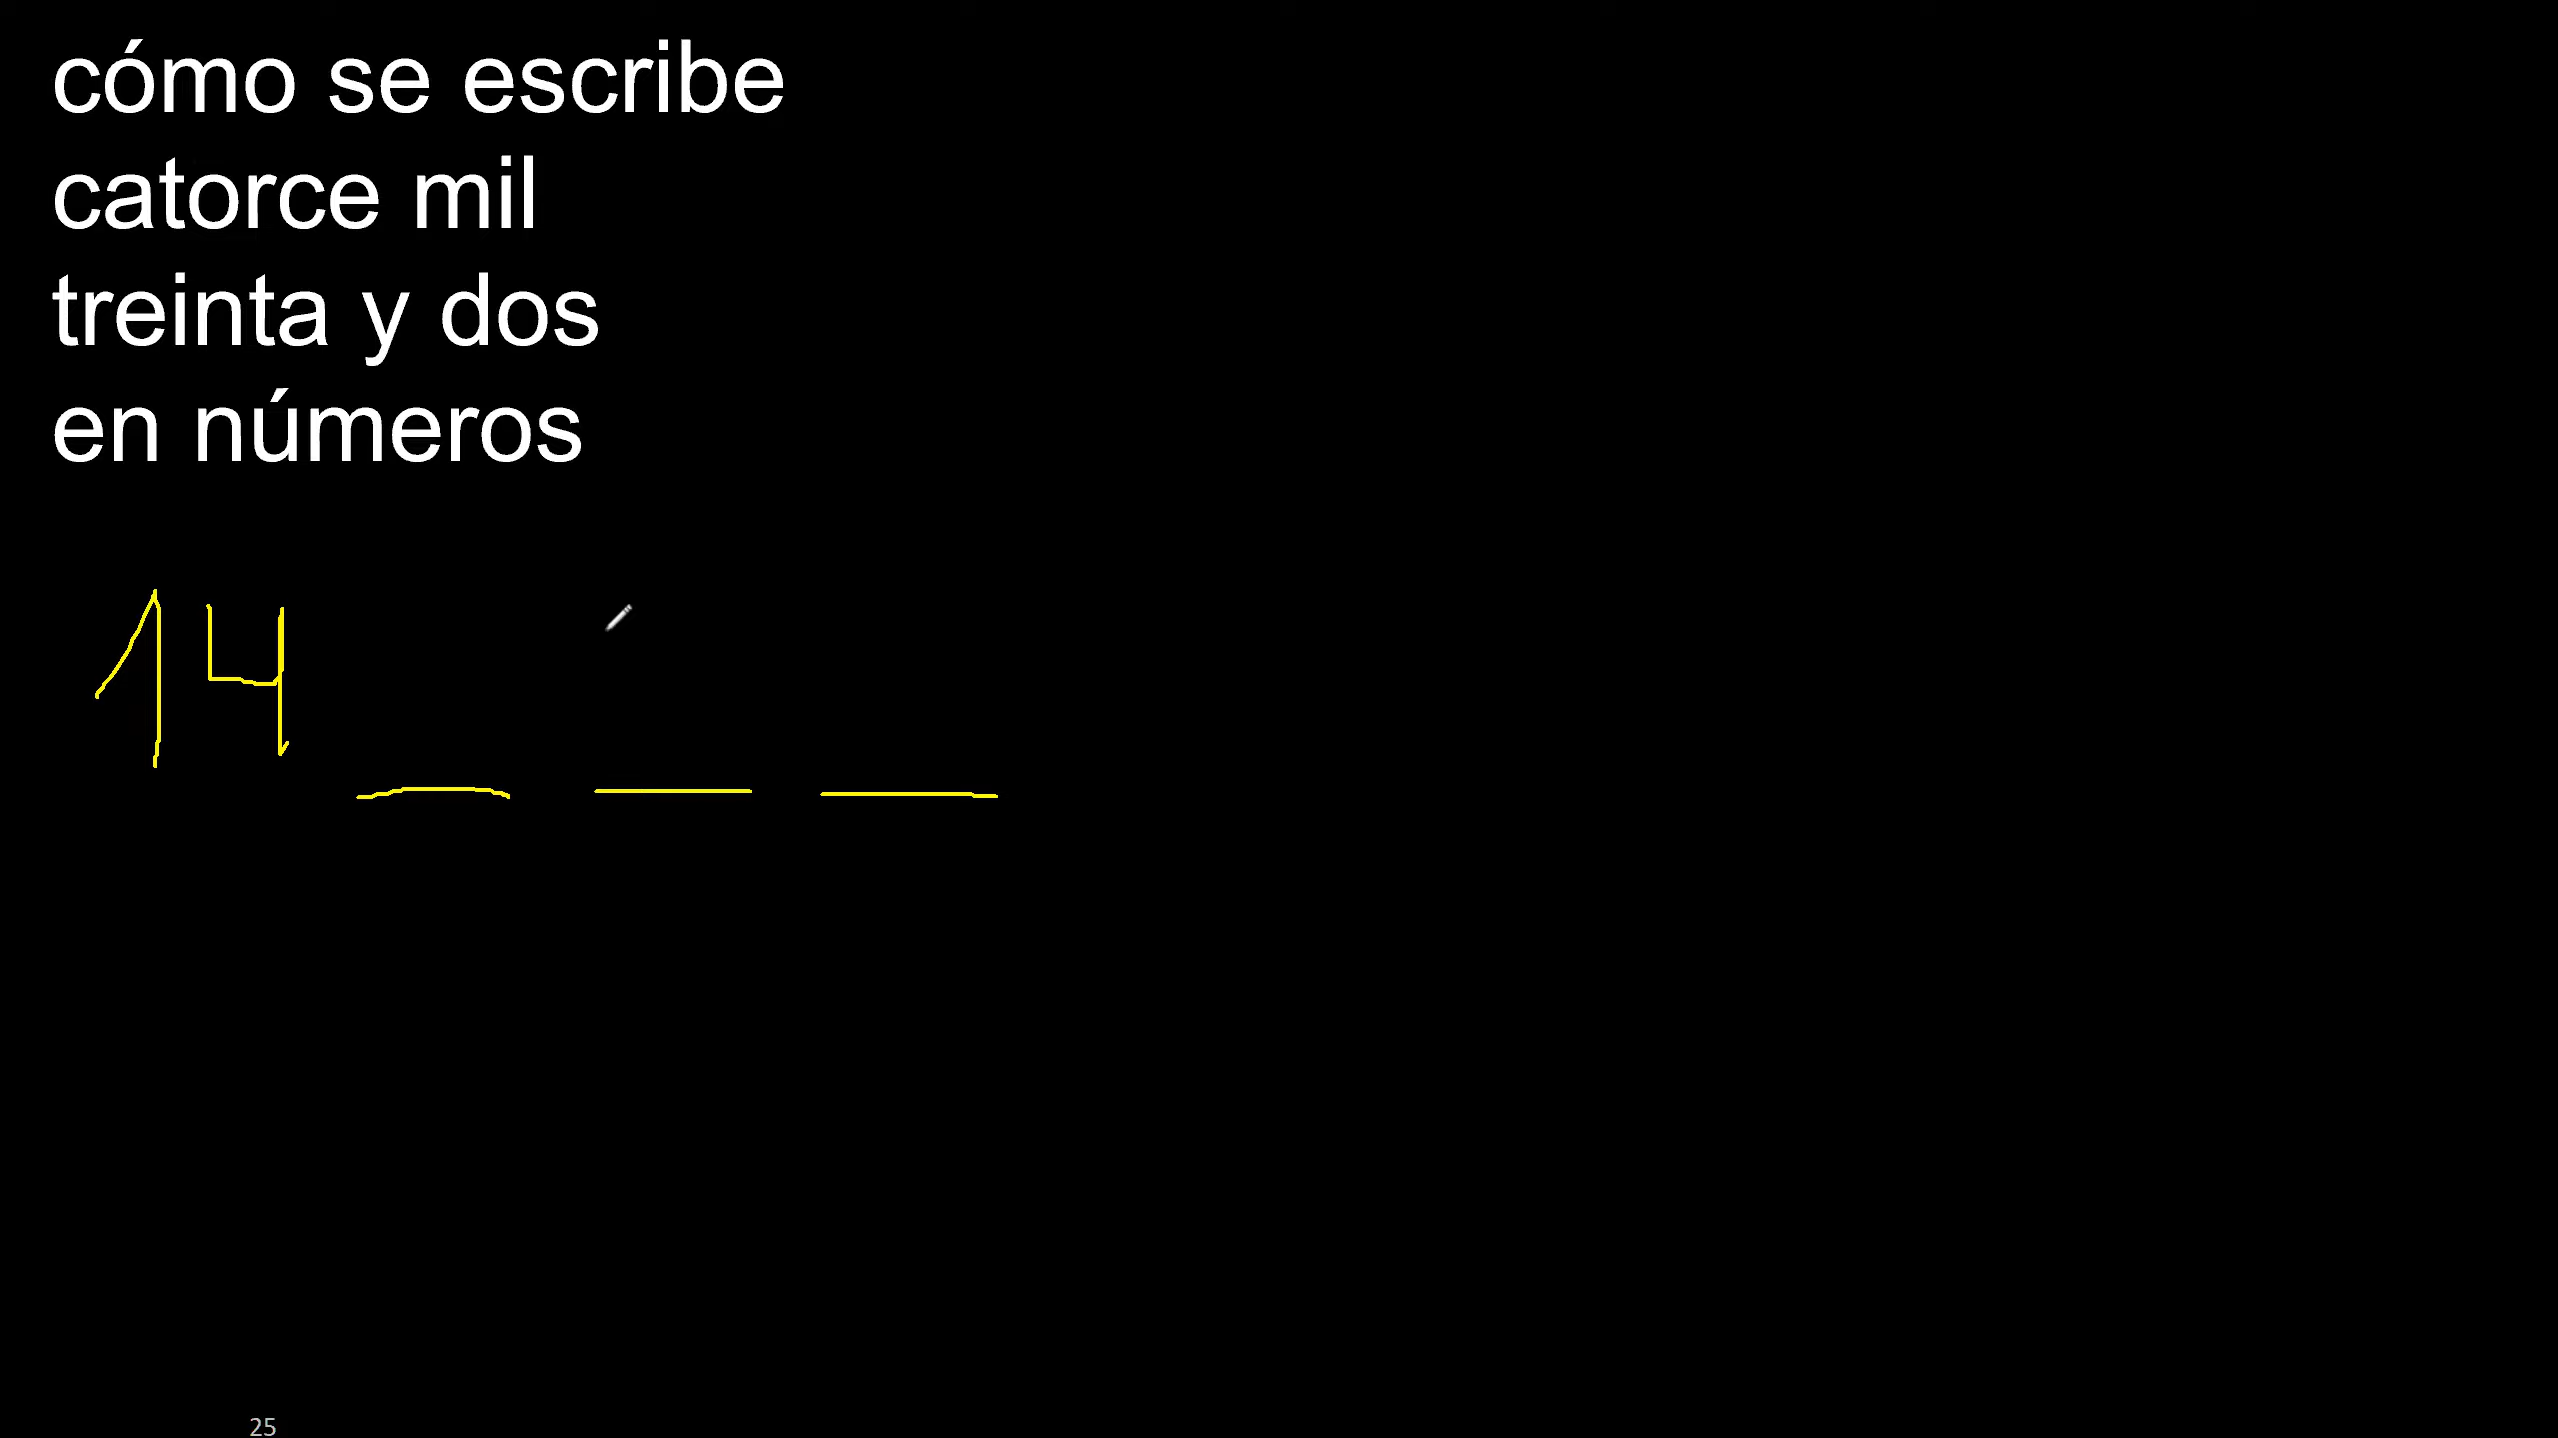 cómo se escribe
catorce mil
treinta y dos
en números
14 _ _ _
25